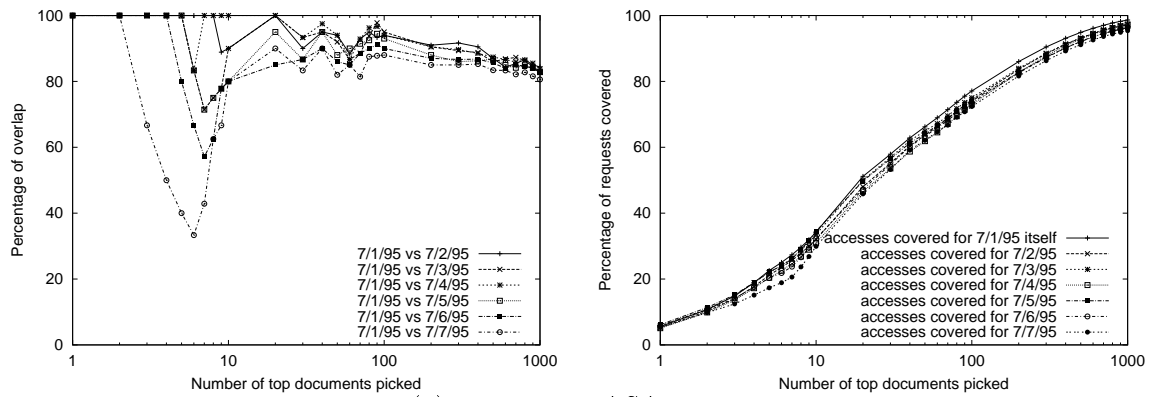 Percentage of overlap
100
80
60
40
20
0
1
10
100
1000
Number of top documents picked
7/1/95 vs 7/2/95
7/1/95 vs 7/3/95
7/1/95 vs 7/4/95
7/1/95 vs 7/5/95
7/1/95 vs 7/6/95
7/1/95 vs 7/7/95
Percentage of requests covered
100
80
60
40
20
0
1
10
100
1000
Number of top documents picked
accesses covered for 7/1/95 itself
accesses covered for 7/2/95
accesses covered for 7/3/95
accesses covered for 7/4/95
accesses covered for 7/5/95
accesses covered for 7/6/95
accesses covered for 7/7/95